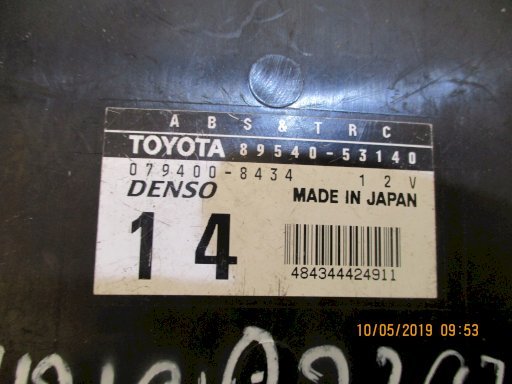 ABS & TRC
TOYOTA 89540-53140
079400-8434 12V
DENSO MADE IN JAPAN
14
484344424911
10/05/2019 09:53